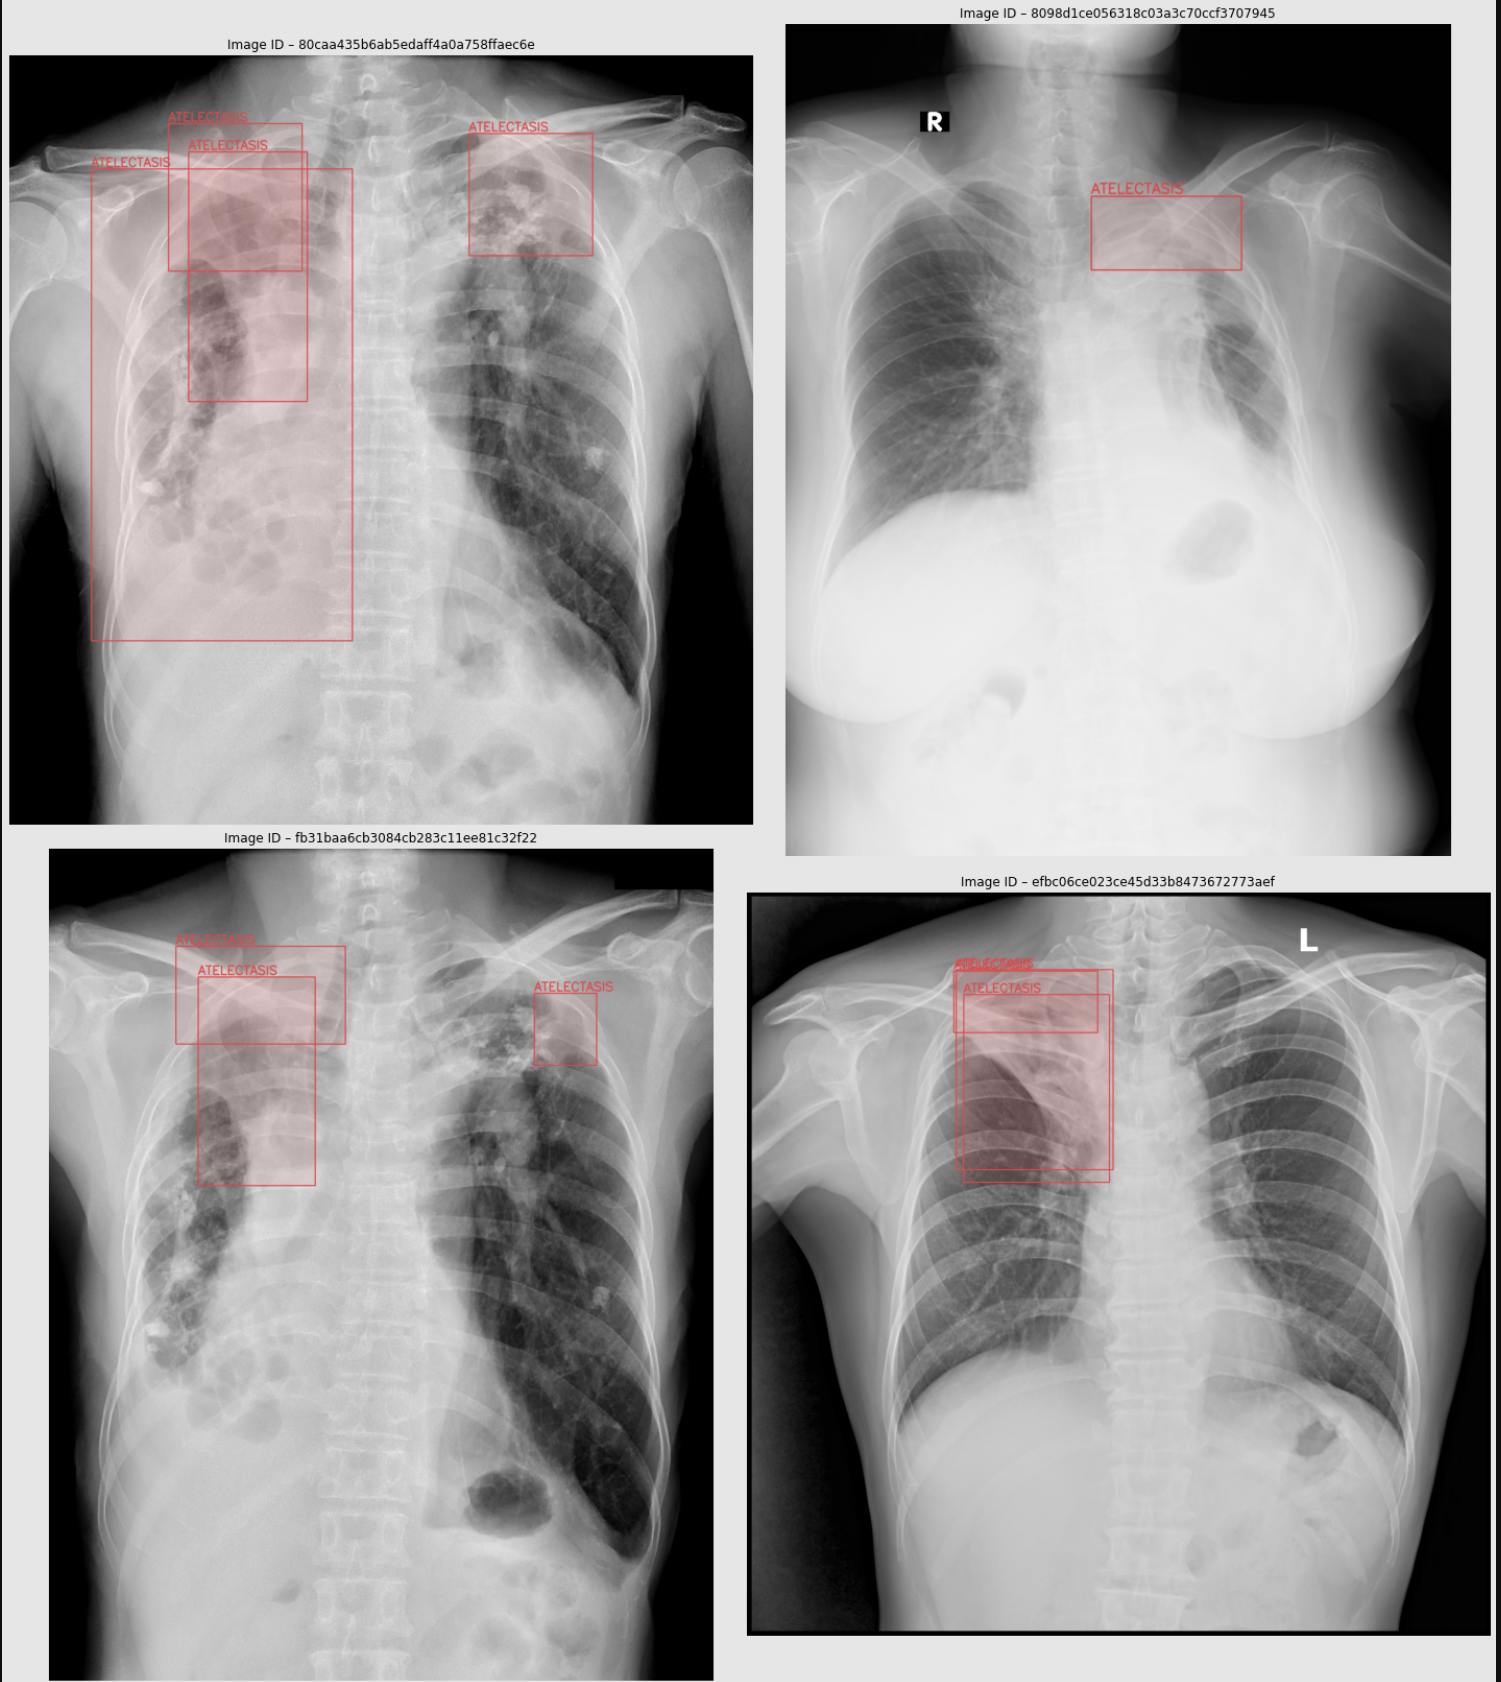 Image ID – 80caa435b6ab5edaff4a0a758ffaec6e
ATELECTASIS
ATELECTASIS
ATELECTASIS
ATELECTASIS
Image ID – 8098d1ce056318c03a3c70ccf3707945
R
ATELECTASIS
Image ID – fb31baa6cb3084cb283c11ee81c32f22
ATELECTASIS
ATELECTASIS
ATELECTASIS
Image ID – efbc06ce023ce45d33b8473672773aef
L
ATELECTASIS
ATELECTASIS